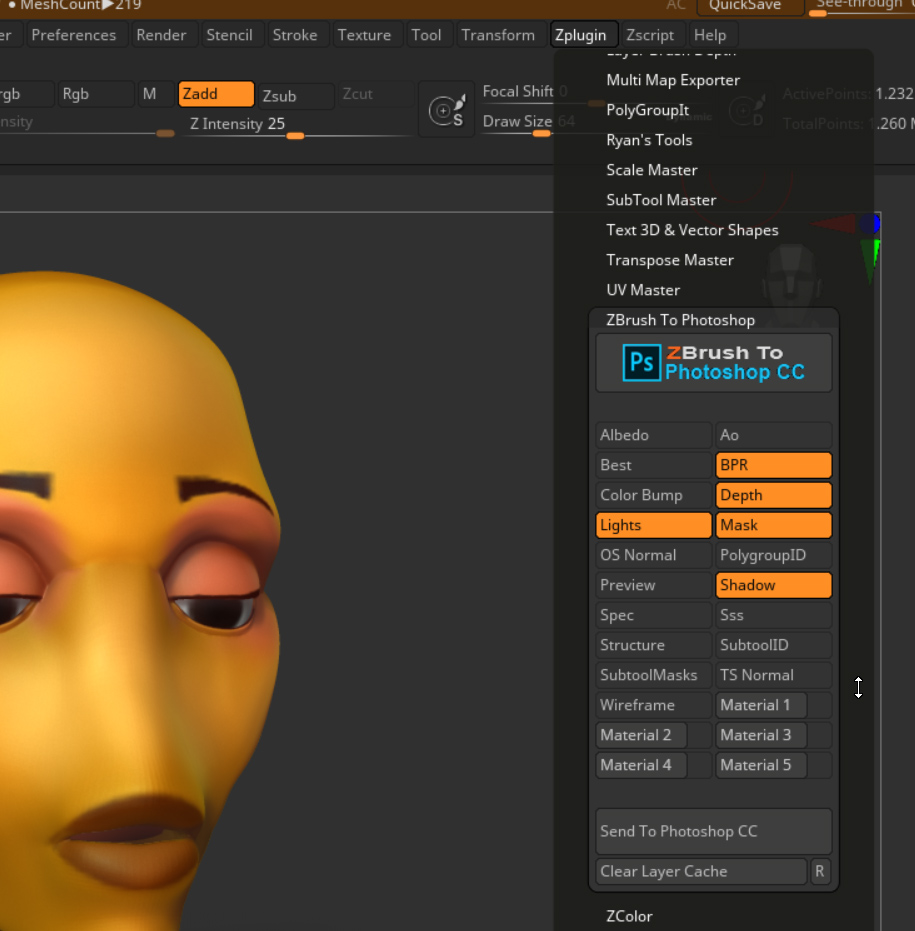 • MeshCount▶219 AC QuickSave See-through
er Preferences Render Stencil Stroke Texture Tool Transform Zplugin Zscript Help
Layer Brush Depth
Multi Map Exporter
rgb Rgb M Zadd Zsub Zcut Focal Shift 0 ActivePoints: 1.232
PolyGroupIt
nsity Z Intensity 25 S Draw Size 64 Dynamic D TotalPoints: 1.260 M
Ryan's Tools
Scale Master
SubTool Master
Text 3D & Vector Shapes
Transpose Master
UV Master
ZBrush To Photoshop
Ps ZBrush To
Photoshop CC
Albedo Ao
Best BPR
Color Bump Depth
Lights Mask
OS Normal PolygroupID
Preview Shadow
Spec Sss
Structure SubtoolID
SubtoolMasks TS Normal
Wireframe Material 1
Material 2 Material 3
Material 4 Material 5
Send To Photoshop CC
Clear Layer Cache R
ZColor